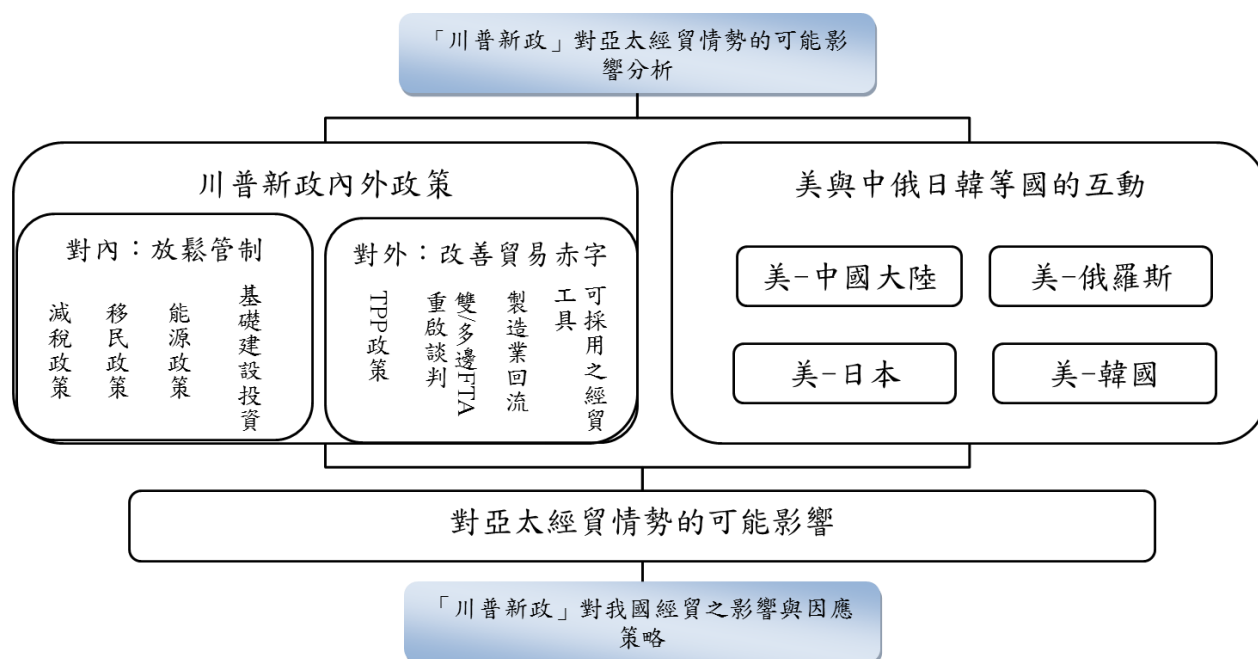 「川普新政」對亞太經貿情勢的可能影
響分析
川普新政內外政策
對內：放鬆管制
減稅政策
移民政策
能源政策
基礎建設投資
對外：改善貿易赤字
TPP政策
雙/多邊FTA
重啟談判
製造業回流
可採用之經貿
工具
美與中俄日韓等國的互動
美-中國大陸
美-俄羅斯
美-日本
美-韓國
對亞太經貿情勢的可能影響
「川普新政」對我國經貿之影響與因應
策略